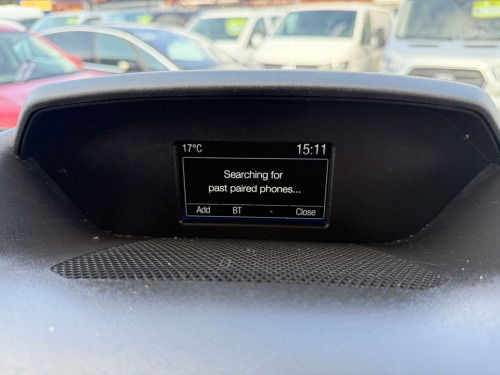 17°C 15:11
Searching for
past paired phones...
Add BT - Close